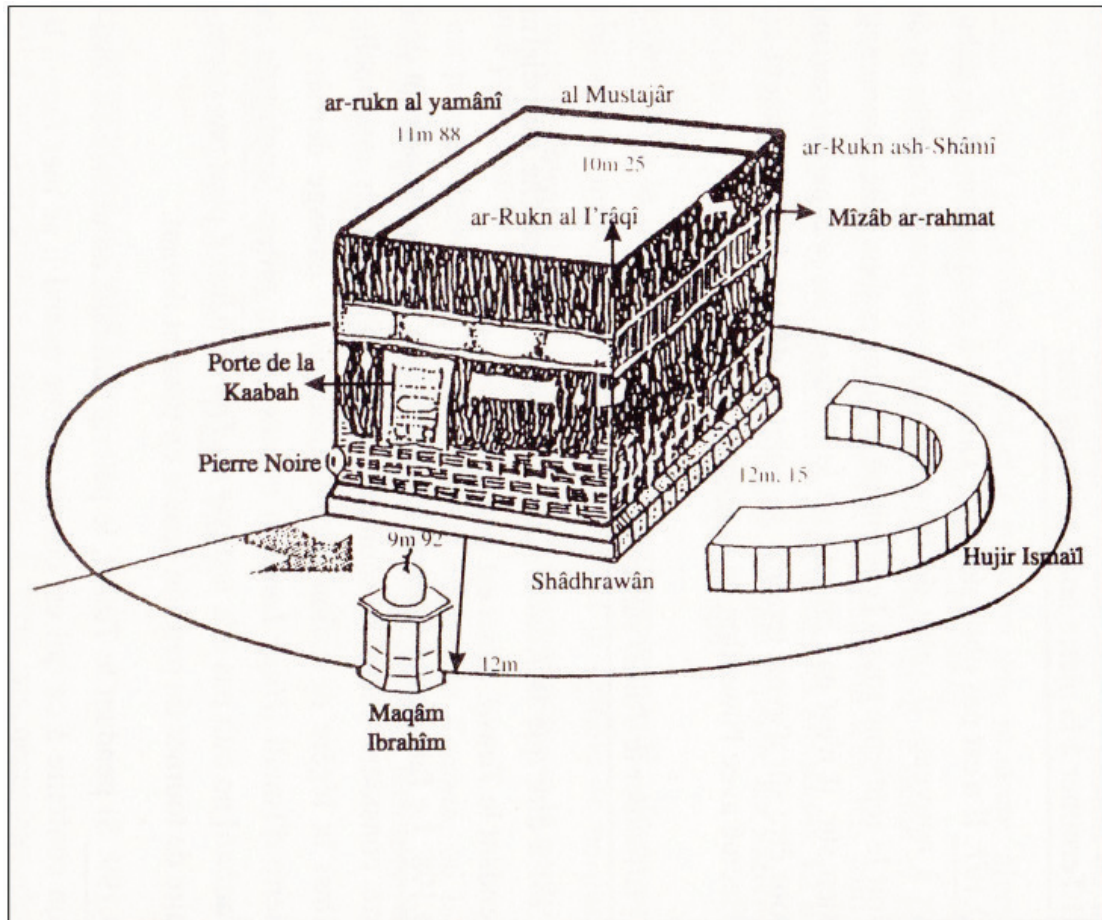 ar-rukn al yamânî
al Mustajâr
11m 88
ar-Rukn ash-Shâmî
10m 25
ar-Rukn al I'râqî
Mîzâb ar-rahmat
Porte de la
Kaabah
Pierre Noire
12m. 15
9m 92
Hujir Ismaïl
Shâdhrawân
12m
Maqâm
Ibrahîm